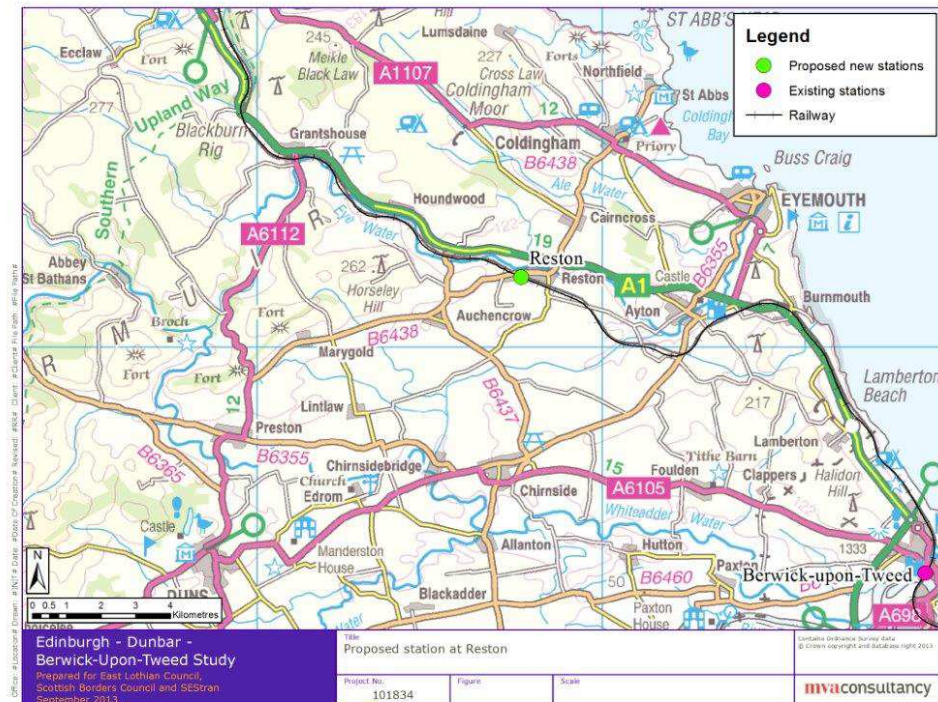 ST ABB'S HEAD
Ecclaw
Fort
245
Meikle
Black Law
Lumsdaine
227
Forts
Cross Law
Northfield
A1107
Coldingham
Moor
12
St Abbs
Coldingham
Bay
277
Upland Way
Blackburn
Rig
Grantshouse
Coldingham
Priory
B6438
Buss Craig
Ale Water
EYEMOUTH
Southern
Houndwood
Eye Water
Cairncross
A6112
19
Reston
B6355
Abbey
St Bathans
262
Horseley
Hill
Reston
Castle
A1
Burnmouth
Auchencrow
Ayton
Broch
Fort
B6438
Marygold
Fort
Fort
12
B6437
Lamberton
Beach
217
Lintlaw
Preston
B6355
Lamberton
Chirnsidebridge
15
Tithe Barn
B6365
Church
Edrom
Foulden
Clappers
Halidon
Hill
Chirnside
A6105
Whiteadder Water
Castle
Manderston
House
Allanton
Hutton
1333
Paxton
Berwick-upon-Tweed
50
B6460
DUNS
Blackadder
Paxton
House
A698
Legend
Proposed new stations
Existing stations
Railway
N
0 0.5 1 2 3 4
Kilometres
Edinburgh - Dunbar -
Berwick-Upon-Tweed Study
Prepared for East Lothian Council,
Scottish Borders Council and SEStran
September 2013
Title
Proposed station at Reston
Project No.
101834
Figure
Scale
Contains Ordnance Survey data
© Crown copyright and database right 2013
mvaconsultancy